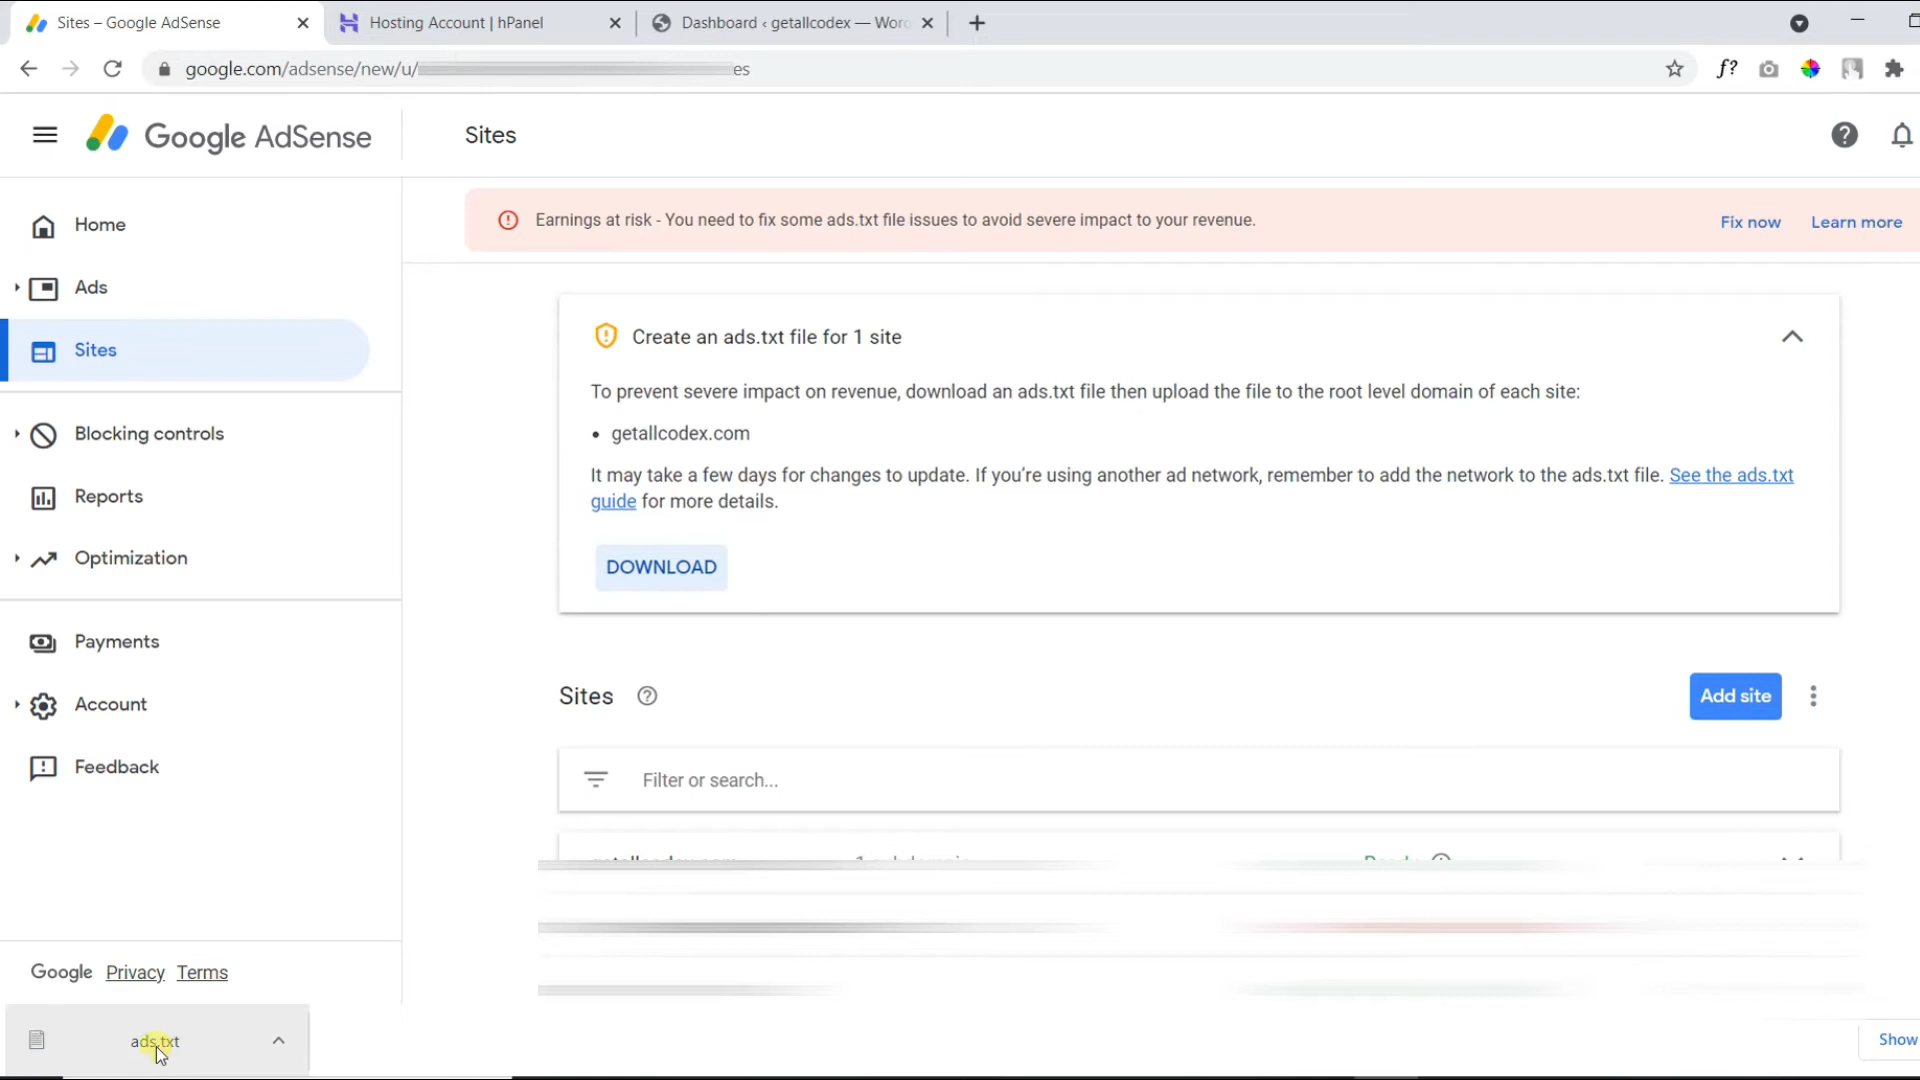 Sites – Google AdSense
Hosting Account | hPanel
Dashboard ‹ getallcodex — Wor
google.com/adsense/new/u/
es
f?
Google AdSense
Sites
Home
Ads
Sites
Blocking controls
Reports
Optimization
Payments
Account
Feedback
Google Privacy Terms
Earnings at risk - You need to fix some ads.txt file issues to avoid severe impact to your revenue.
Fix now
Learn more
Create an ads.txt file for 1 site
To prevent severe impact on revenue, download an ads.txt file then upload the file to the root level domain of each site:
• getallcodex.com
It may take a few days for changes to update. If you’re using another ad network, remember to add the network to the ads.txt file. See the ads.txt
guide for more details.
DOWNLOAD
Sites
Add site
Filter or search...
ads.txt
Show